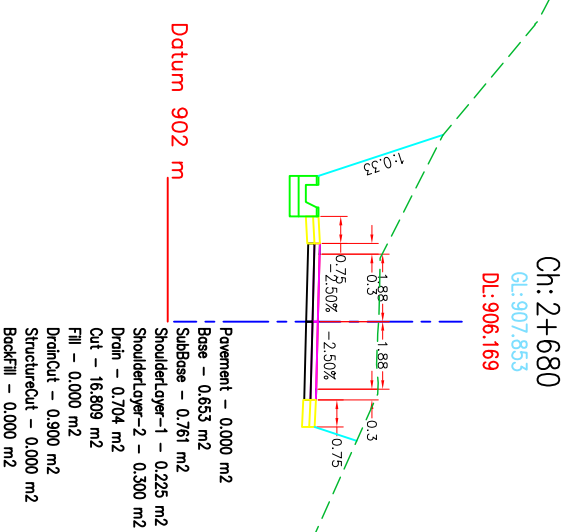 Ch: 2+680
GL: 907.853
DL: 906.169
1:0.33
1.88
1.88
0.3
0.3
0.75
0.75
-2.50%
-2.50%
Datum 902 m
Pavement - 0.000 m2
Base - 0.653 m2
SubBase - 0.761 m2
ShoulderLayer-1 - 0.225 m2
ShoulderLayer-2 - 0.300 m2
Drain - 0.704 m2
Cut - 16.809 m2
Fill - 0.000 m2
DrainCut - 0.900 m2
StructureCut - 0.000 m2
BackFill - 0.000 m2